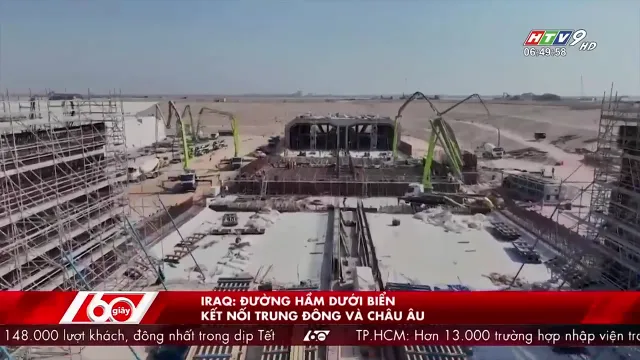 HTV9 HD
06:49:58
60 giây
IRAQ: ĐƯỜNG HẦM DƯỚI BIỂN
KẾT NỐI TRUNG ĐÔNG VÀ CHÂU ÂU
148.000 lượt khách, đông nhất trong dịp Tết
TP.HCM: Hơn 13.000 trường hợp nhập viện tr